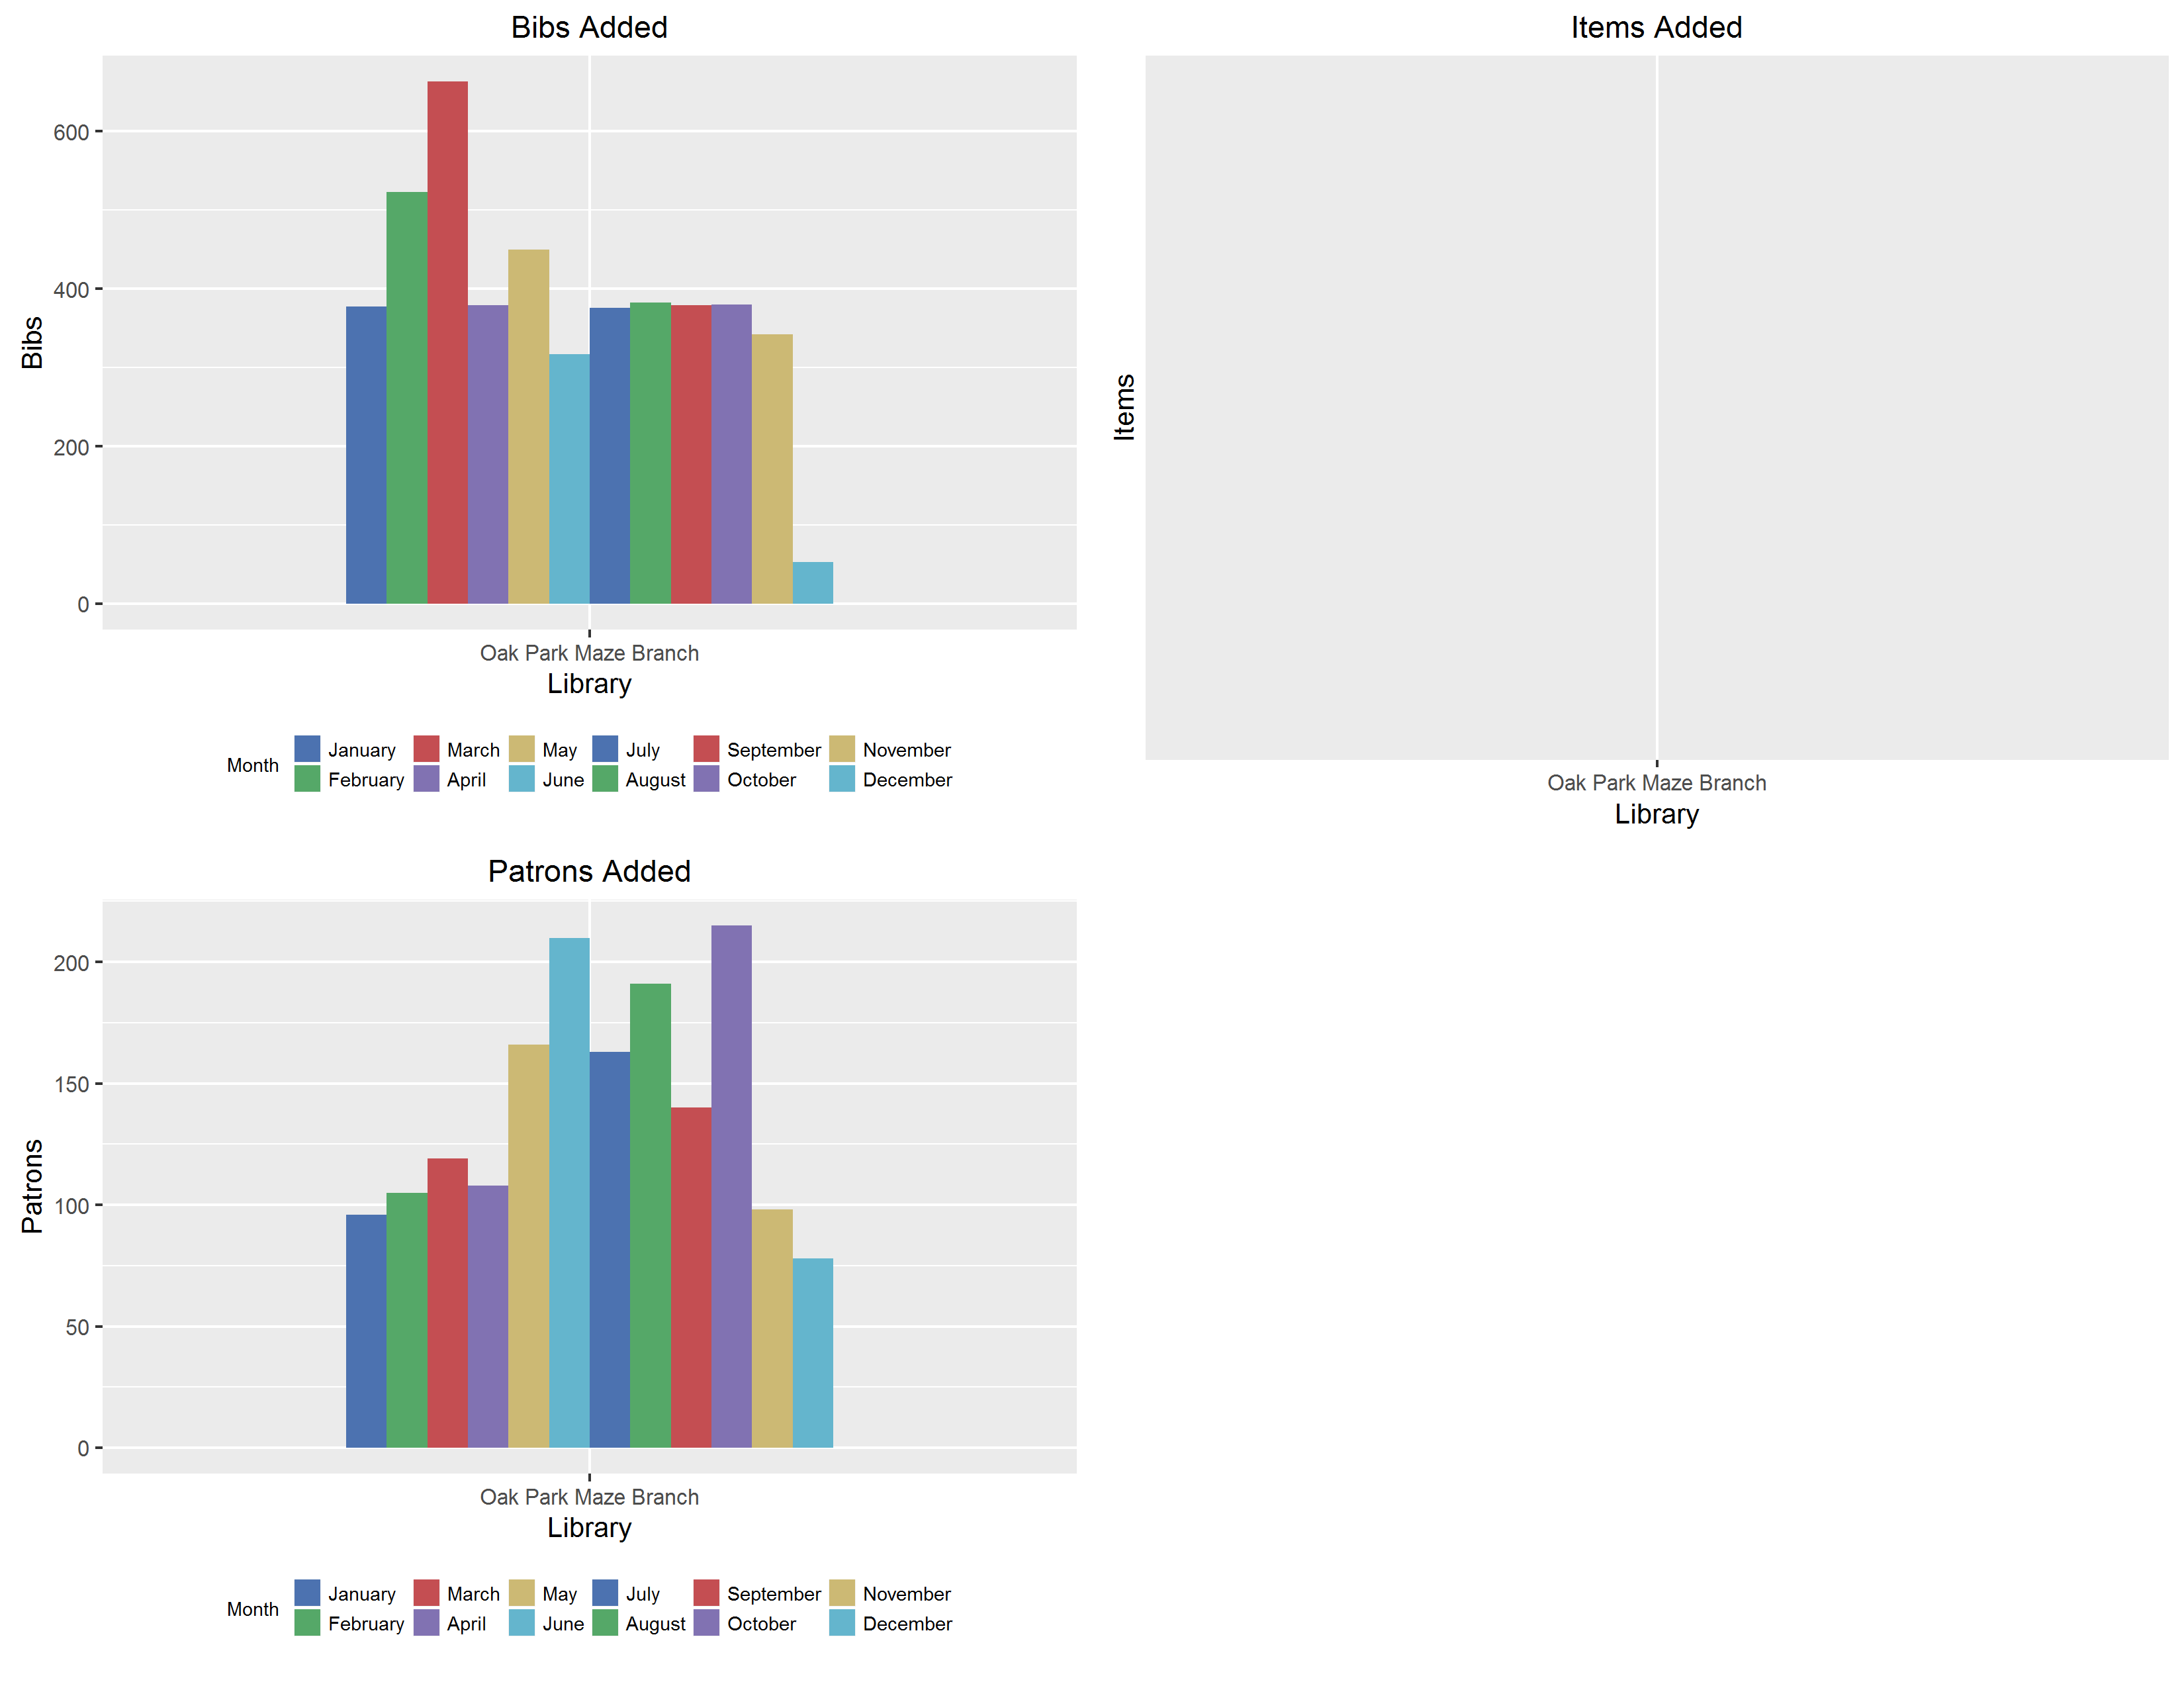 Bibs Added
Bibs
600
400
200
0
Oak Park Maze Branch
Library
Month
January March May July September November
February April June August October December
Items Added
Items
Oak Park Maze Branch
Library
Patrons Added
Patrons
200
150
100
50
0
Oak Park Maze Branch
Library
Month
January March May July September November
February April June August October December